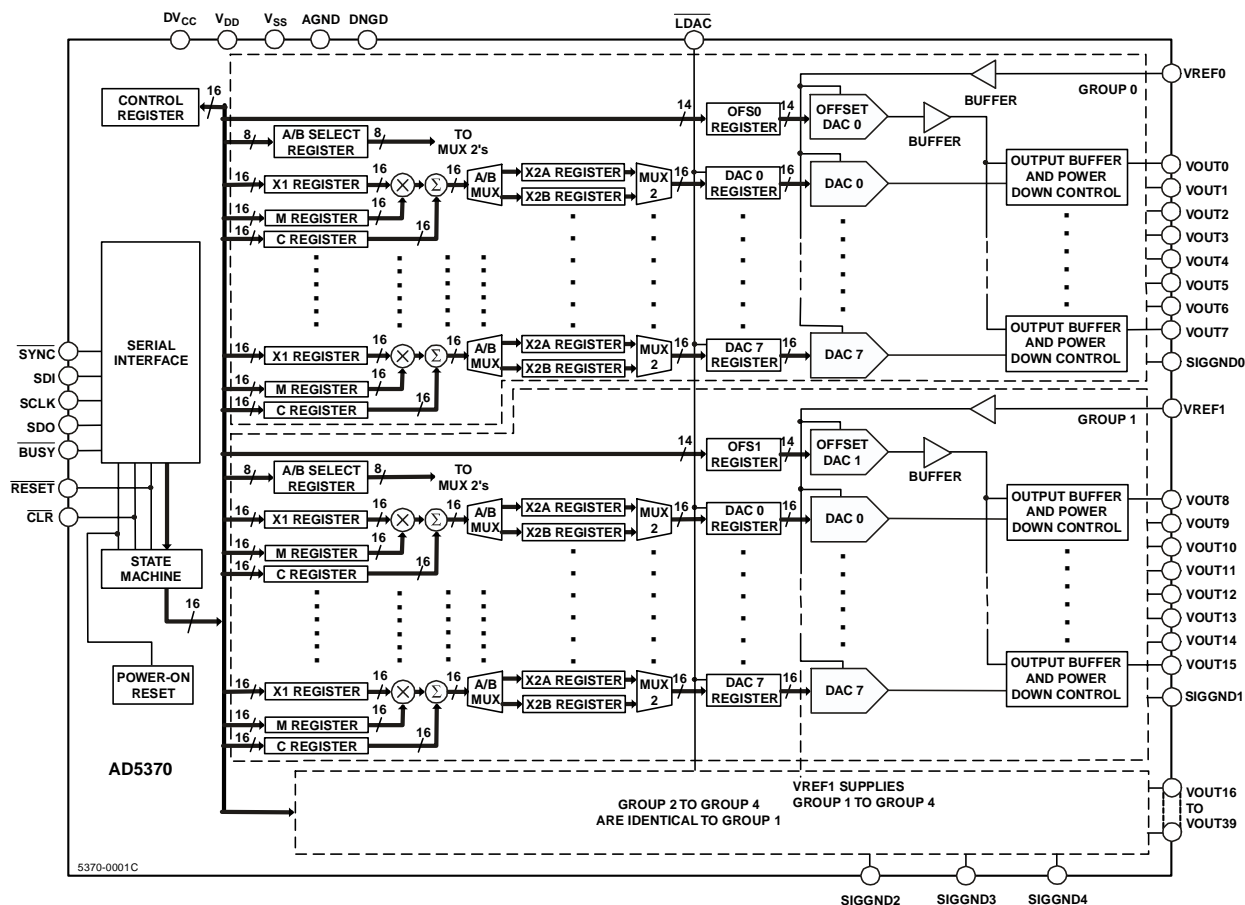 DVCC
VDD
VSS
AGND
DNGD
LDAC
VREF0
GROUP 0
BUFFER
CONTROL
REGISTER
16
14
OFS0
REGISTER
14
OFFSET
DAC 0
BUFFER
8
A/B SELECT
REGISTER
8
TO
MUX 2's
16
X1 REGISTER
16
×
Σ
16
A/B
MUX
X2A REGISTER
X2B REGISTER
MUX
2
16
DAC 0
REGISTER
16
DAC 0
OUTPUT BUFFER
AND POWER
DOWN CONTROL
16
M REGISTER
16
16
C REGISTER
16
VOUT0
VOUT1
VOUT2
VOUT3
VOUT4
VOUT5
VOUT6
VOUT7
SIGGND0
SERIAL
INTERFACE
SYNC
SDI
SCLK
SDO
BUSY
RESET
CLR
16
X1 REGISTER
16
×
Σ
16
A/B
MUX
X2A REGISTER
X2B REGISTER
MUX
2
16
DAC 7
REGISTER
16
DAC 7
OUTPUT BUFFER
AND POWER
DOWN CONTROL
16
M REGISTER
16
16
C REGISTER
16
VREF1
GROUP 1
14
OFS1
REGISTER
14
OFFSET
DAC 1
BUFFER
8
A/B SELECT
REGISTER
8
TO
MUX 2's
16
X1 REGISTER
16
×
Σ
16
A/B
MUX
X2A REGISTER
X2B REGISTER
MUX
2
16
DAC 0
REGISTER
16
DAC 0
OUTPUT BUFFER
AND POWER
DOWN CONTROL
16
M REGISTER
16
16
C REGISTER
16
VOUT8
VOUT9
VOUT10
VOUT11
VOUT12
VOUT13
VOUT14
VOUT15
SIGGND1
STATE
MACHINE
16
POWER-ON
RESET
16
X1 REGISTER
16
×
Σ
16
A/B
MUX
X2A REGISTER
X2B REGISTER
MUX
2
16
DAC 7
REGISTER
16
DAC 7
OUTPUT BUFFER
AND POWER
DOWN CONTROL
16
M REGISTER
16
16
C REGISTER
16
AD5370
GROUP 2 TO GROUP 4
ARE IDENTICAL TO GROUP 1
VREF1 SUPPLIES
GROUP 1 TO GROUP 4
VOUT16
TO
VOUT39
5370-0001C
SIGGND2
SIGGND3
SIGGND4